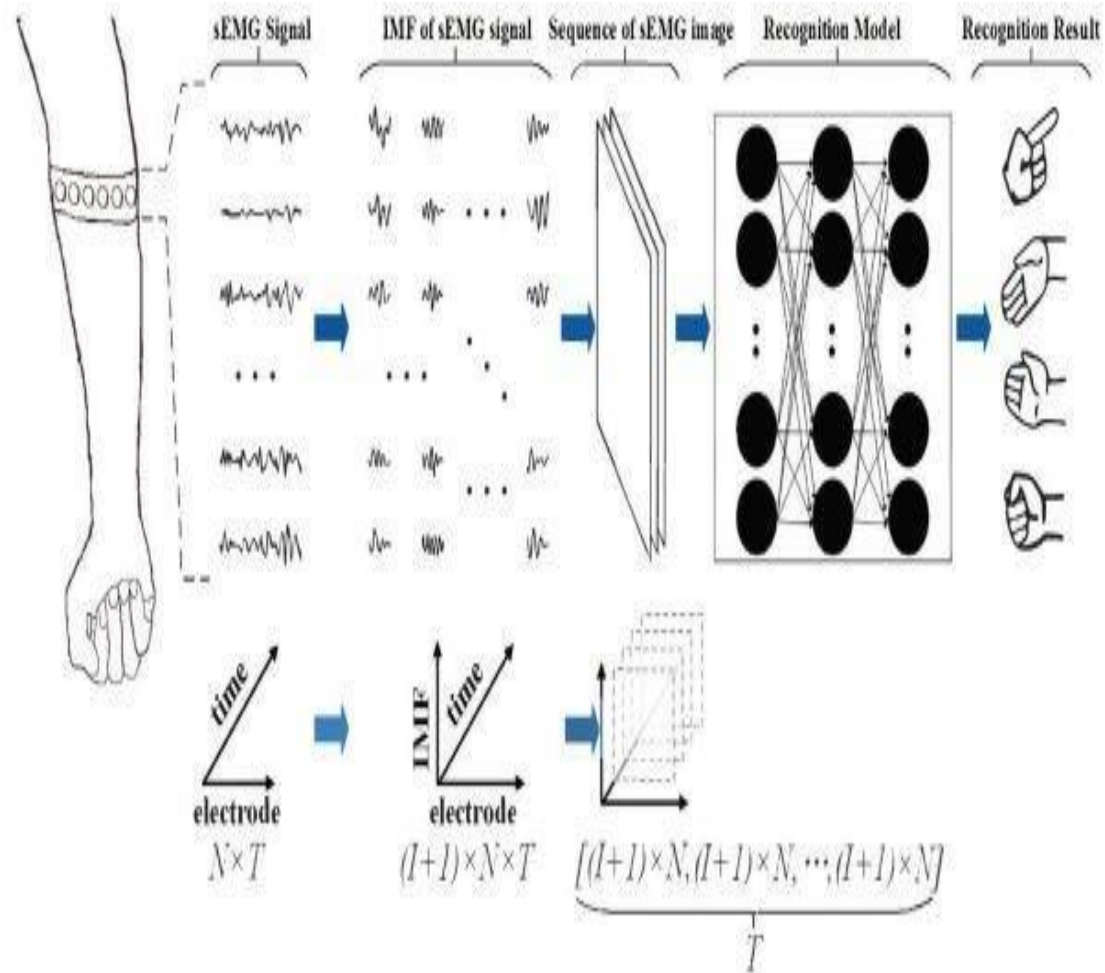 sEMG Signal
IMF of sEMG signal
Sequence of sEMG image
Recognition Model
Recognition Result
time
electrode
N×T
IMF
time
electrode
(I+1)×N×T
[(I+1)×N,(I+1)×N, ···,(I+1)×N]
T